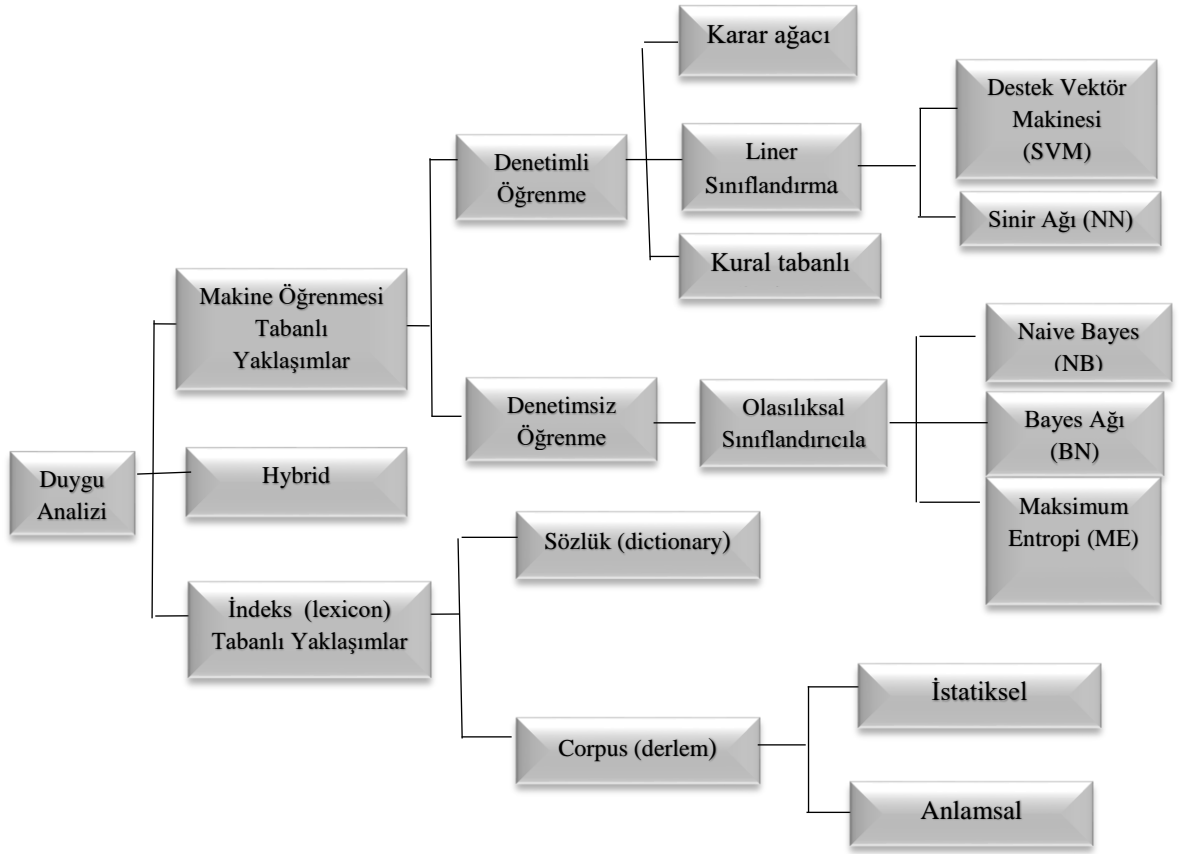 Karar ağacı
Destek Vektör
Makinesi
(SVM)
Denetimli
Öğrenme
Liner
Sınıflandırma
Sinir Ağı (NN)
Kural tabanlı
Makine Öğrenmesi
Tabanlı
Yaklaşımlar
Naive Bayes
(NB)
Denetimsiz
Öğrenme
Olasılıksal
Sınıflandırıcıla
Bayes Ağı
(BN)
Duygu
Analizi
Hybrid
Maksimum
Entropi (ME)
Sözlük (dictionary)
İndeks (lexicon)
Tabanlı Yaklaşımlar
İstatiksel
Corpus (derlem)
Anlamsal